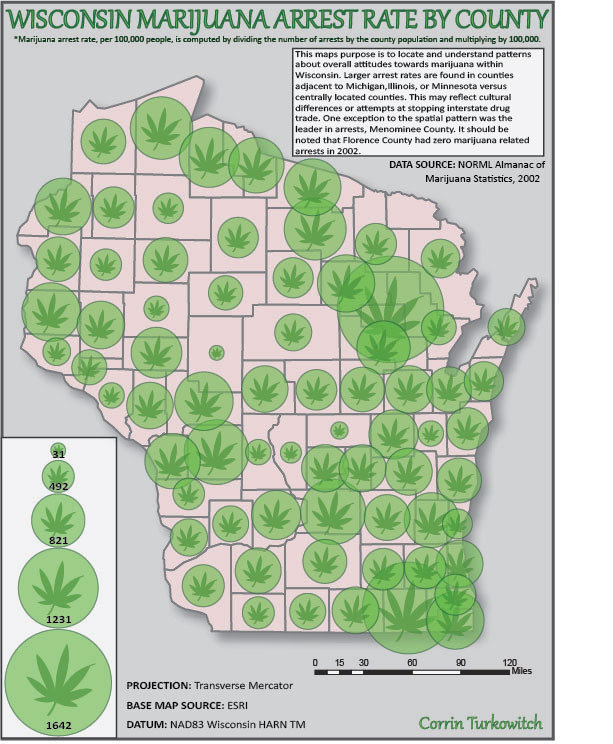 WISCONSIN MARIJUANA ARREST RATE BY COUNTY
*Marijuana arrest rate, per 100,000 people, is computed by dividing the number of arrests by the county population and multiplying by 100,000.
This maps purpose is to locate and understand patterns
about overall attitudes towards marijuana within
Wisconsin. Larger arrest rates are found in counties
adjacent to Michigan,Illinois, or Minnesota versus
centrally located counties. This may reflect cultural
differences or attempts at stopping interstate drug
trade. One exception to the spatial pattern was the
leader in arrests, Menominee County. It should be
noted that Florence County had zero marijuana related
arrests in 2002.
DATA SOURCE: NORML Almanac of
Marijuana Statistics, 2002
31
492
821
1231
1642
0 15 30 60 90 120
Miles
PROJECTION: Transverse Mercator
BASE MAP SOURCE: ESRI
DATUM: NAD83 Wisconsin HARN TM
Corrin Turkowitch